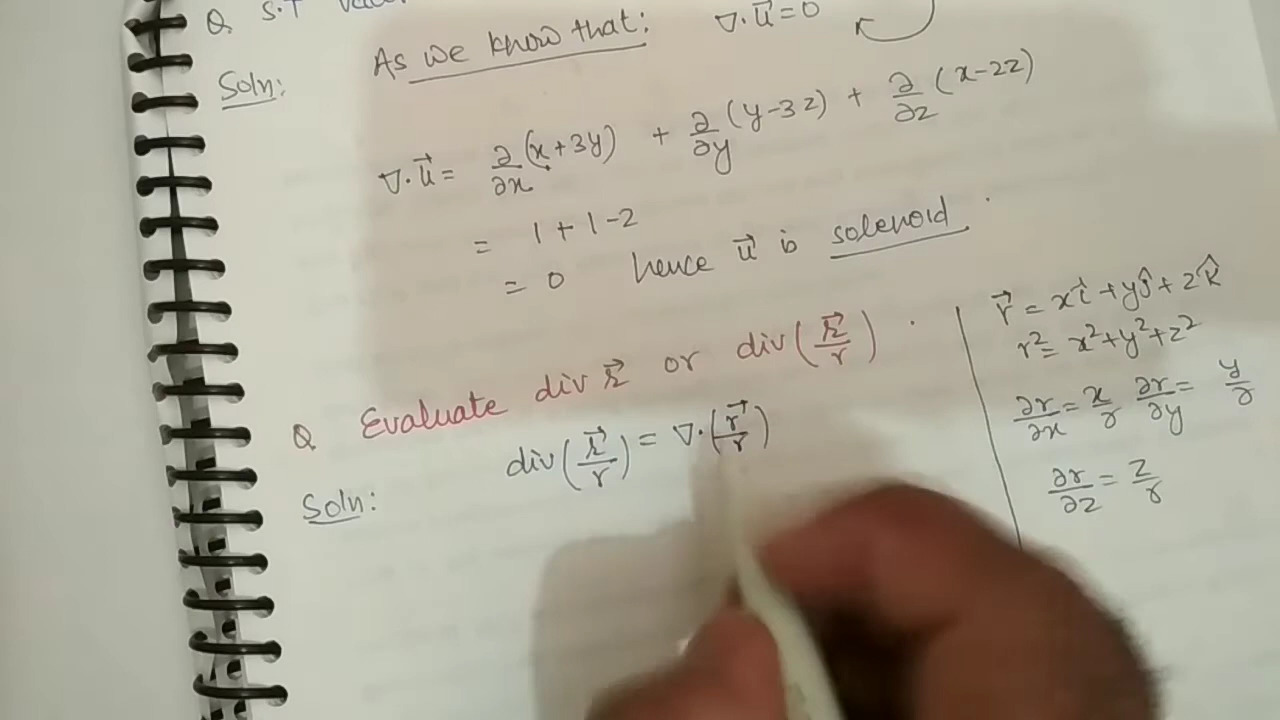 Q S.T
Soln: As we know that: ∇·u⃗ = 0
∇·u⃗ = ∂/∂x (x+3y) + ∂/∂y (y-3z) + ∂/∂z (x-2z)
= 1 + 1 - 2
= 0 hence u⃗ is solenoid.
Q Evaluate div r⃗ or div(r⃗/r).
Soln: div(r⃗/r) = ∇·(r⃗/r)
r⃗ = xî + yĵ + zk̂
r² = x²+y²+z²
∂r/∂x = x/r ∂r/∂y = y/r
∂r/∂z = z/r